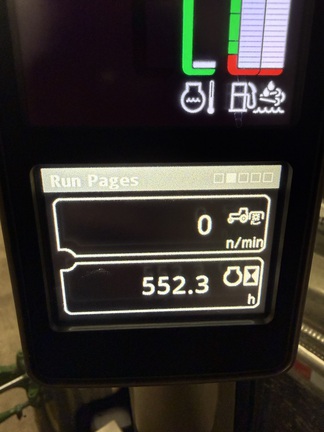 Run Pages
0
n/min
552.3
h